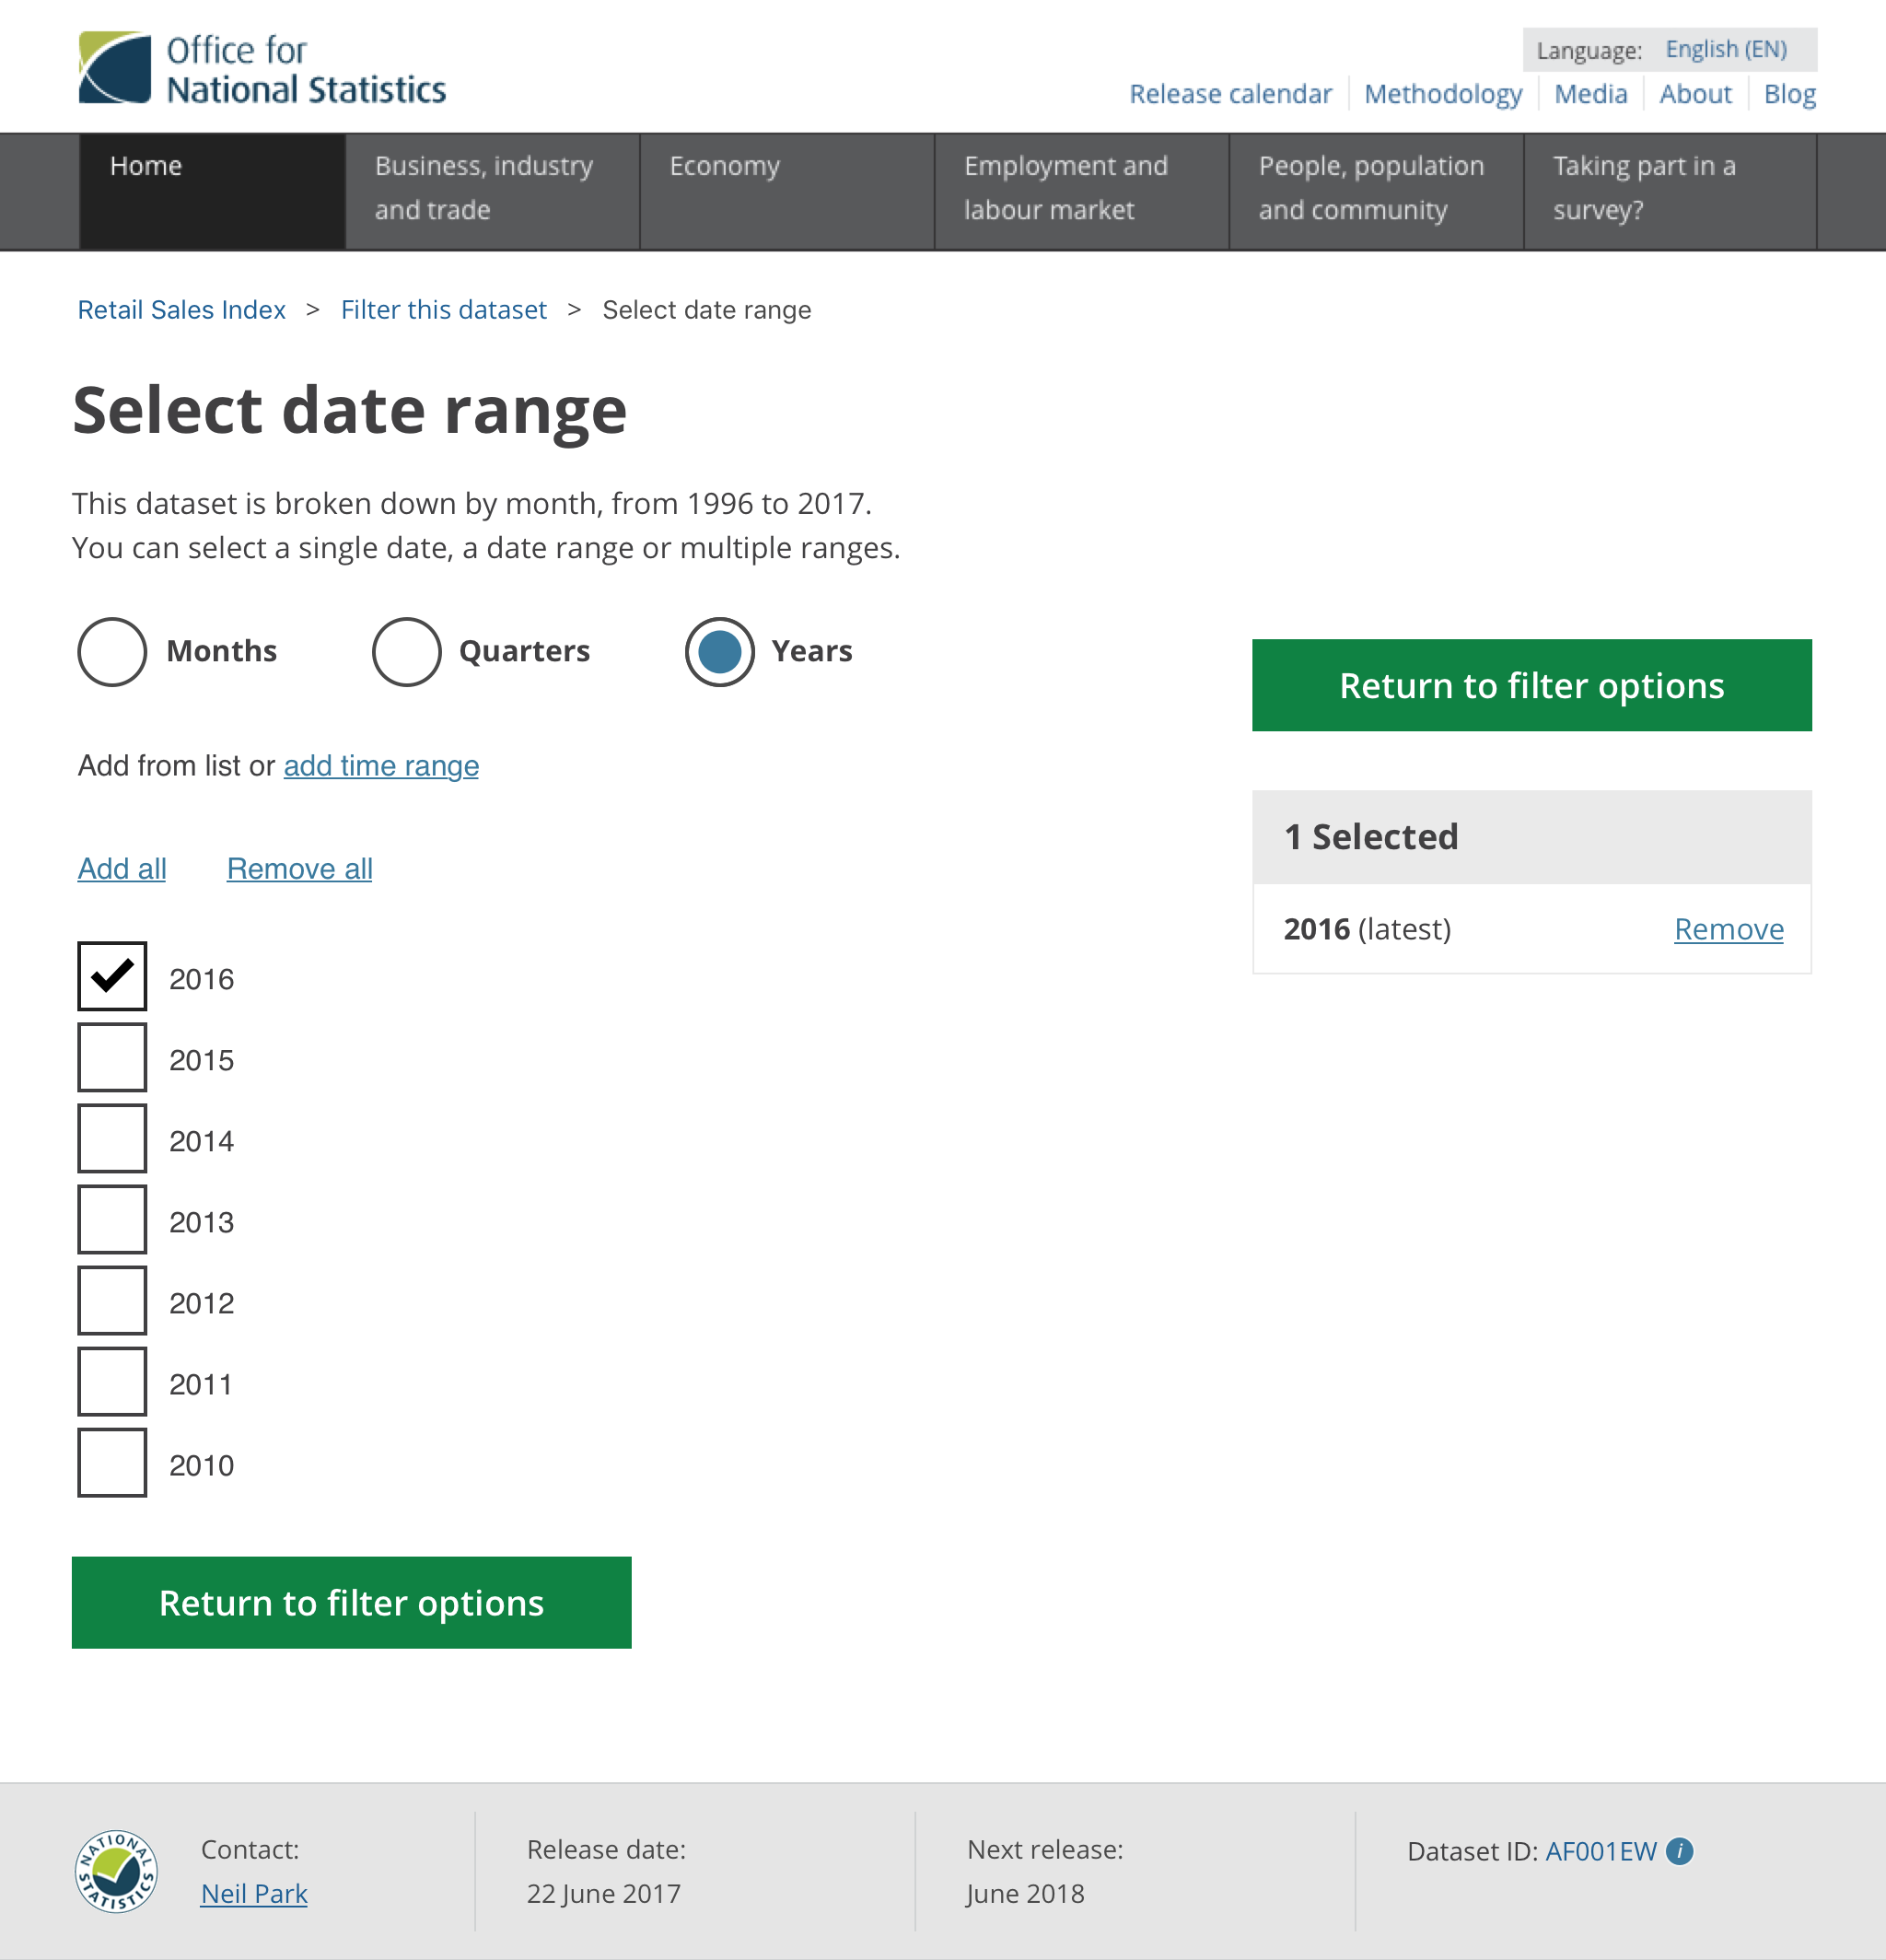 Office for
National Statistics
Language: English (EN)
Release calendar Methodology Media About Blog
Home
Business, industry
and trade
Economy
Employment and
labour market
People, population
and community
Taking part in a
survey?
Retail Sales Index > Filter this dataset > Select date range
Select date range
This dataset is broken down by month, from 1996 to 2017.
You can select a single date, a date range or multiple ranges.
Months Quarters Years
Return to filter options
Add from list or add time range
1 Selected
Add all Remove all
2016 (latest) Remove
2016
2015
2014
2013
2012
2011
2010
Return to filter options
NATIONAL STATISTICS
Contact:
Neil Park
Release date:
22 June 2017
Next release:
June 2018
Dataset ID: AF001EW i